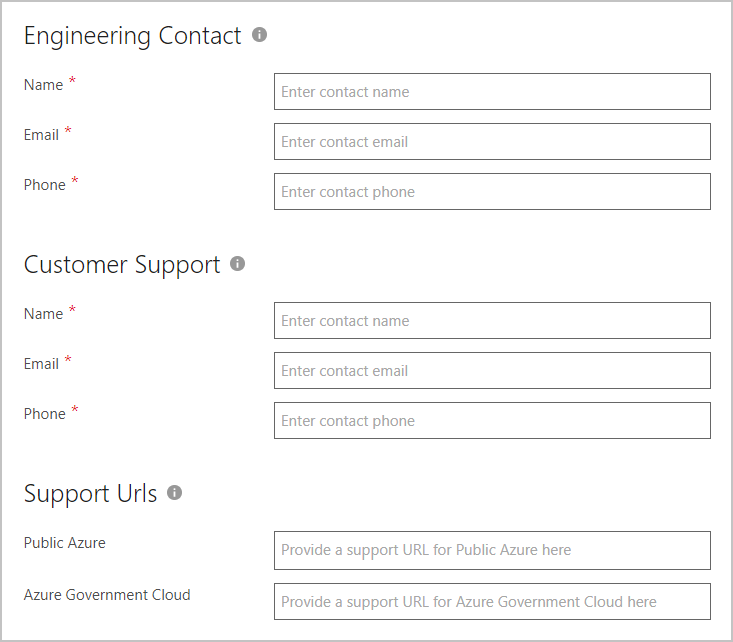 Engineering Contact
Name * Enter contact name
Email * Enter contact email
Phone * Enter contact phone
Customer Support
Name * Enter contact name
Email * Enter contact email
Phone * Enter contact phone
Support Urls
Public Azure Provide a support URL for Public Azure here
Azure Government Cloud Provide a support URL for Azure Government Cloud here